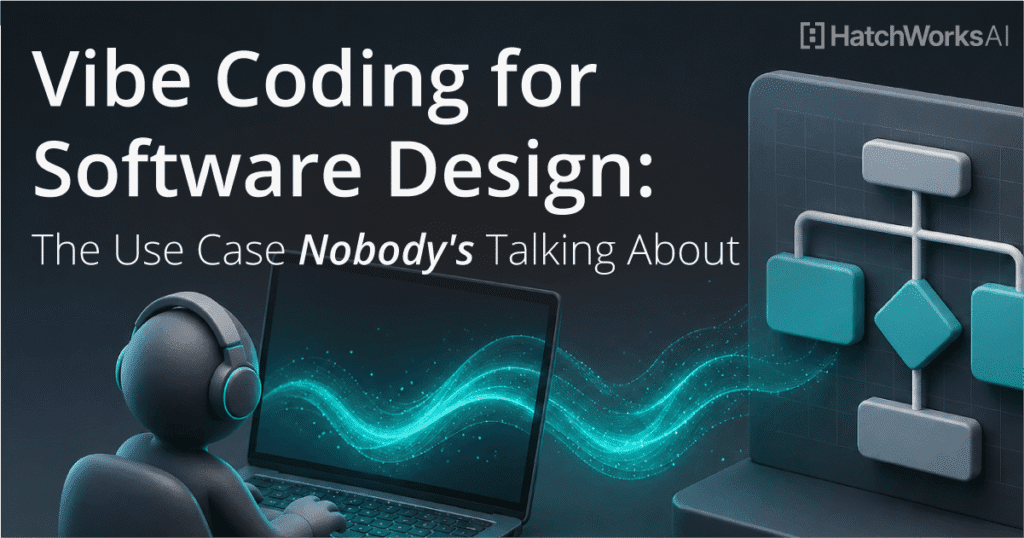 HatchWorksAI
Vibe Coding for
Software Design:
The Use Case Nobody's Talking About